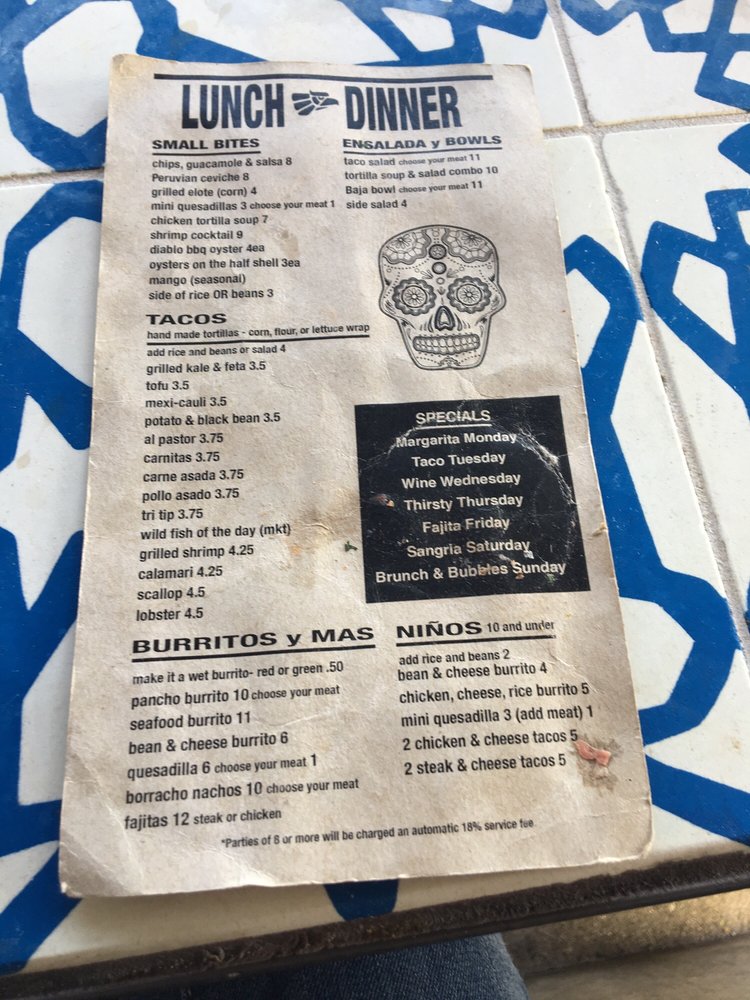 LUNCH DINNER
SMALL BITES
chips, guacamole & salsa 8
Peruvian ceviche 8
grilled elote (corn) 4
mini quesadillas 3 choose your meat 1
chicken tortilla soup 7
shrimp cocktail 9
diablo bbq oyster 4ea
oysters on the half shell 3ea
mango (seasonal)
side of rice OR beans 3
ENSALADA y BOWLS
taco salad choose your meat 11
tortilla soup & salad combo 10
Baja bowl choose your meat 11
side salad 4
TACOS
hand made tortillas - corn, flour, or lettuce wrap
add rice and beans or salad 4
grilled kale & feta 3.5
tofu 3.5
mexi-cauli 3.5
potato & black bean 3.5
al pastor 3.75
carnitas 3.75
carne asada 3.75
pollo asado 3.75
tri tip 3.75
wild fish of the day (mkt)
grilled shrimp 4.25
calamari 4.25
scallop 4.5
lobster 4.5
SPECIALS
Margarita Monday
Taco Tuesday
Wine Wednesday
Thirsty Thursday
Fajita Friday
Sangria Saturday
Brunch & Bubbles Sunday
BURRITOS y MAS
make it a wet burrito- red or green .50
pancho burrito 10 choose your meat
seafood burrito 11
bean & cheese burrito 6
quesadilla 6 choose your meat 1
borracho nachos 10 choose your meat
fajitas 12 steak or chicken
NIÑOS 10 and under
add rice and beans 2
bean & cheese burrito 4
chicken, cheese, rice burrito 5
mini quesadilla 3 (add meat) 1
2 chicken & cheese tacos 5
2 steak & cheese tacos 5
*Parties of 8 or more will be charged an automatic 18% service fee